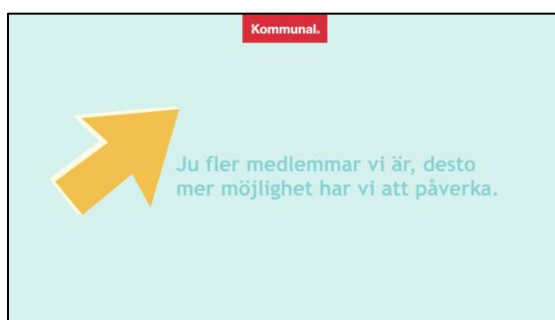 Kommunal.
Ju fler medlemmar vi är, desto
mer möjlighet har vi att påverka.